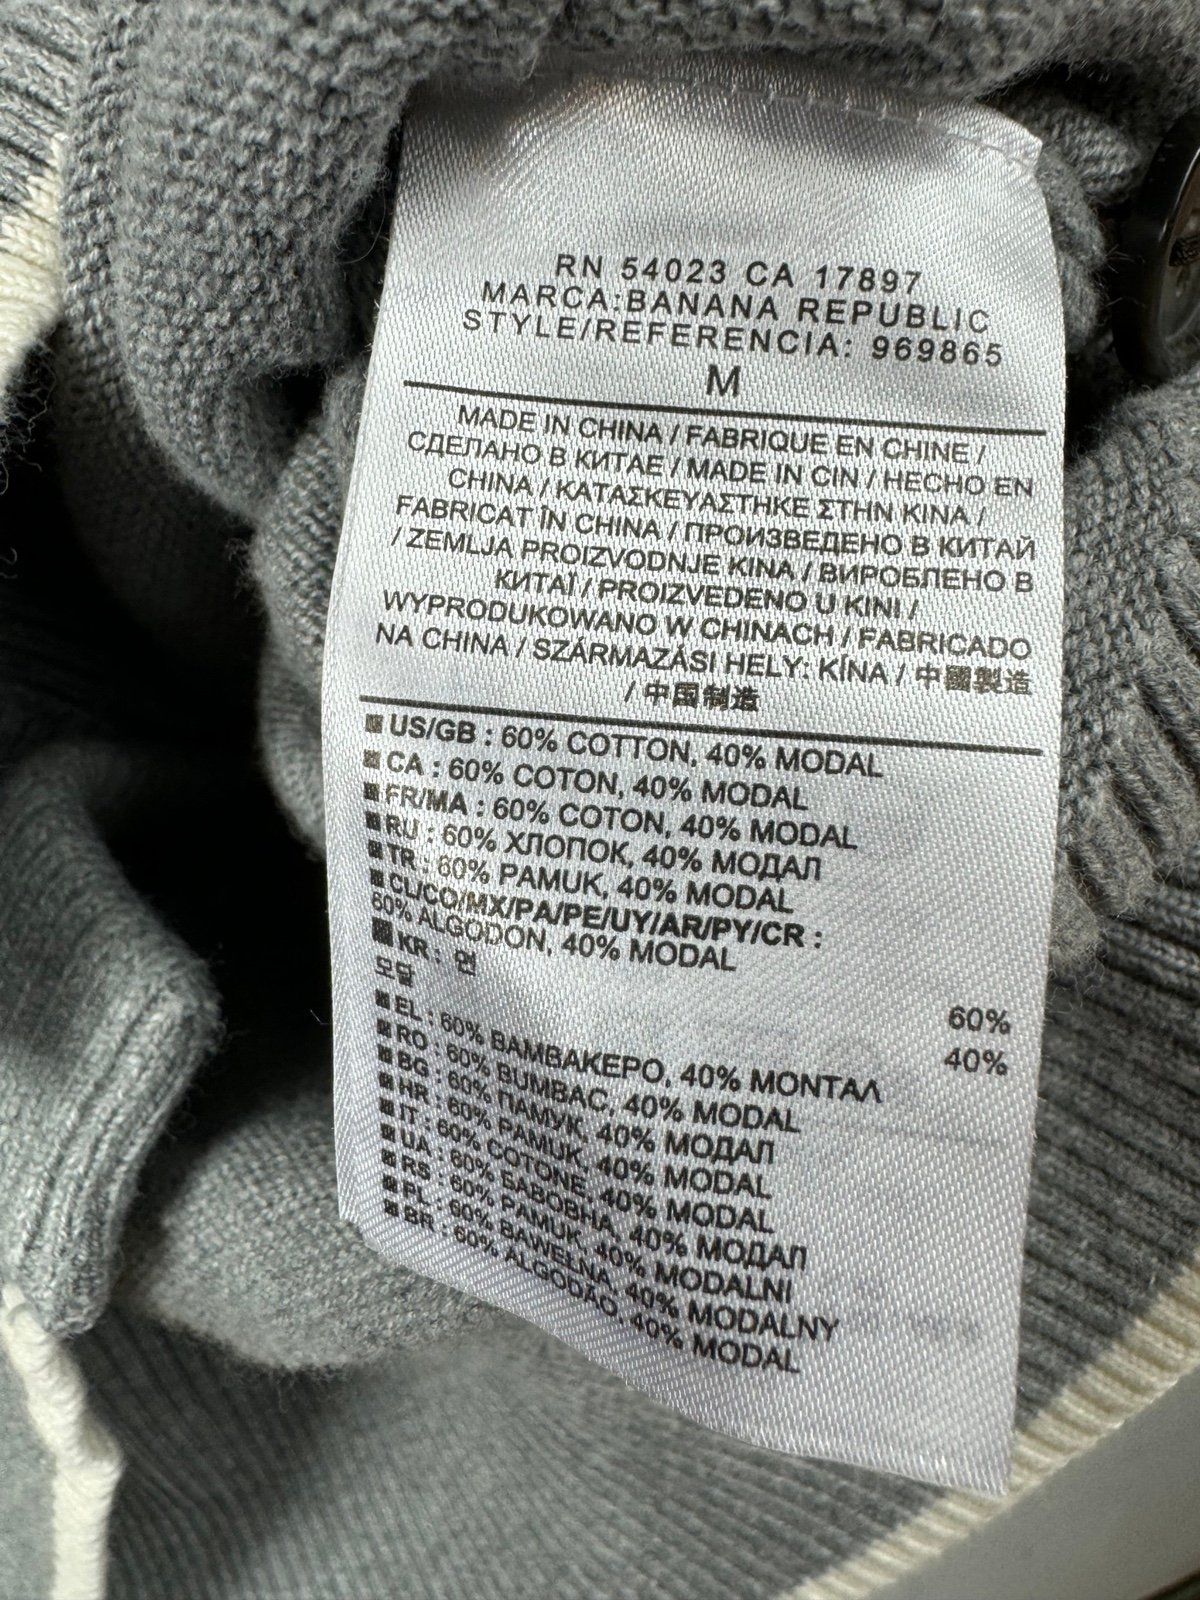 RN 54023 CA 17897
MARCA:BANANA REPUBLIC
STYLE/REFERENCIA: 969865
M
MADE IN CHINA / FABRIQUE EN CHINE /
СДЕЛАНО В КИТАЕ / MADE IN CIN / HECHO EN
CHINA / ΚΑΤΑΣΚΕΥΑΣΤΗΚΕ ΣΤΗΝ ΚΙΝΑ /
FABRICAT ÎN CHINA / ПРОИЗВЕДЕНО В КИТАЙ
/ ZEMLJA PROIZVODNJE KINA / ВИРОБЛЕНО В
КИТАЇ / PROIZVEDENO U KINI /
WYPRODUKOWANO W CHINACH / FABRICADO
NA CHINA / SZÁRMAZÁSI HELY: KÍNA / 中國製造
/ 中国制造
US/GB : 60% COTTON, 40% MODAL
CA : 60% COTON, 40% MODAL
FR/MA : 60% COTON, 40% MODAL
RU : 60% ХЛОПОК, 40% МОДАЛ
TR : 60% PAMUK, 40% MODAL
CL/CO/MX/PA/PE/UY/AR/PY/CR :
60% ALGODON, 40% MODAL
KR : 면 60%
모달 40%
EL : 60% ΒΑΜΒΑΚΕΡΟ, 40% ΜΟΝΤΑΛ
RO : 60% BUMBAC, 40% MODAL
BG : 60% ПАМУК, 40% МОДАЛ
HR : 60% PAMUK, 40% MODAL
IT : 60% COTONE, 40% MODAL
UA : 60% БАВОВНА, 40% МОДАЛ
RS : 60% PAMUK, 40% MODALNI
PL : 60% BAWEŁNA, 40% MODALNY
BR : 60% ALGODÃO, 40% MODAL